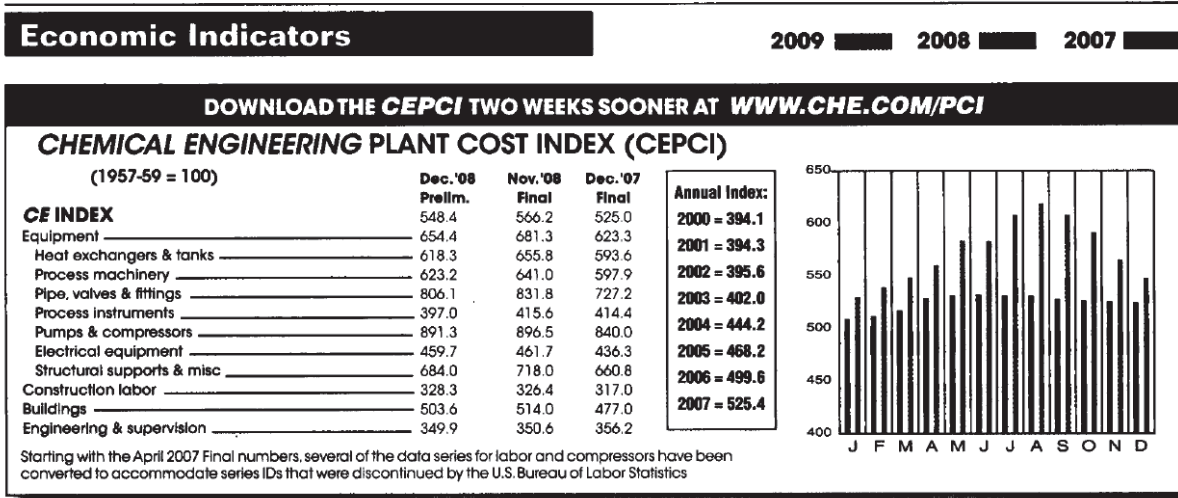 Economic Indicators
2009 2008 2007
DOWNLOAD THE CEPCI TWO WEEKS SOONER AT WWW.CHE.COM/PCI
CHEMICAL ENGINEERING PLANT COST INDEX (CEPCI)
(1957-59 = 100) Dec.'08 Nov.'08 Dec.'07
Prelim. Final Final
CE INDEX 548.4 566.2 525.0
Equipment 654.4 681.3 623.3
Heat exchangers & tanks 618.3 655.8 593.6
Process machinery 623.2 641.0 597.9
Pipe, valves & fittings 806.1 831.8 727.2
Process instruments 397.0 415.6 414.4
Pumps & compressors 891.3 896.5 840.0
Electrical equipment 459.7 461.7 436.3
Structural supports & misc 684.0 718.0 660.8
Construction labor 328.3 326.4 317.0
Buildings 503.6 514.0 477.0
Engineering & supervision 349.9 350.6 356.2
Starting with the April 2007 Final numbers, several of the data series for labor and compressors have been
converted to accommodate series IDs that were discontinued by the U.S. Bureau of Labor Statistics
Annual Index:
2000 = 394.1
2001 = 394.3
2002 = 395.6
2003 = 402.0
2004 = 444.2
2005 = 468.2
2006 = 499.6
2007 = 525.4
650
600
550
500
450
400
J F M A M J J A S O N D